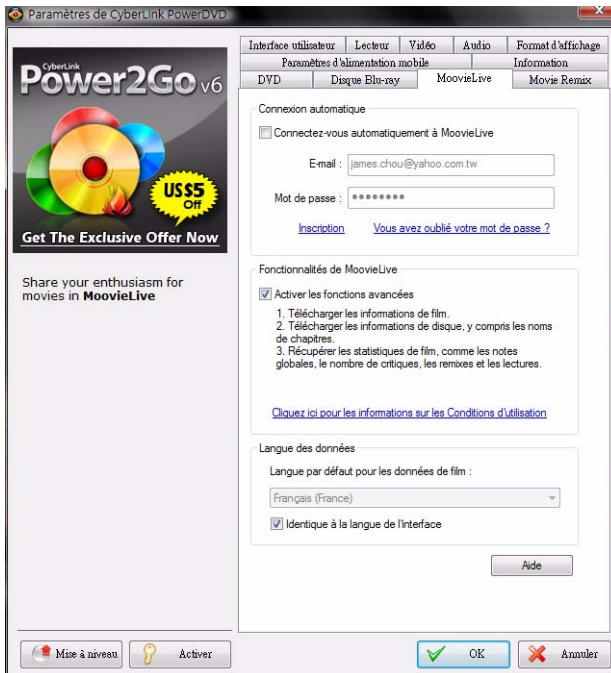 Paramètres de CyberLink PowerDVD
CyberLink
Power2Go v6
US$5
Off
Get The Exclusive Offer Now
Share your enthusiasm for
movies in MoovieLive
Interface utilisateur Lecteur Vidéo Audio Format d'affichage
Paramètres d'alimentation mobile Information
DVD Disque Blu-ray MoovieLive Movie Remix
Connexion automatique
Connectez-vous automatiquement à MoovieLive
E-mail : james.chou@yahoo.com.tw
Mot de passe : ●●●●●●●●
Inscription Vous avez oublié votre mot de passe ?
Fonctionnalités de MoovieLive
Activer les fonctions avancées
1. Télécharger les informations de film.
2. Télécharger les informations de disque, y compris les noms
de chapitres.
3. Récupérer les statistiques de film, comme les notes
globales, le nombre de critiques, les remixes et les lectures.
Cliquez ici pour les informations sur les Conditions d'utilisation
Langue des données
Langue par défaut pour les données de film :
Français (France)
Identique à la langue de l'interface
Aide
Mise à niveau Activer OK Annuler